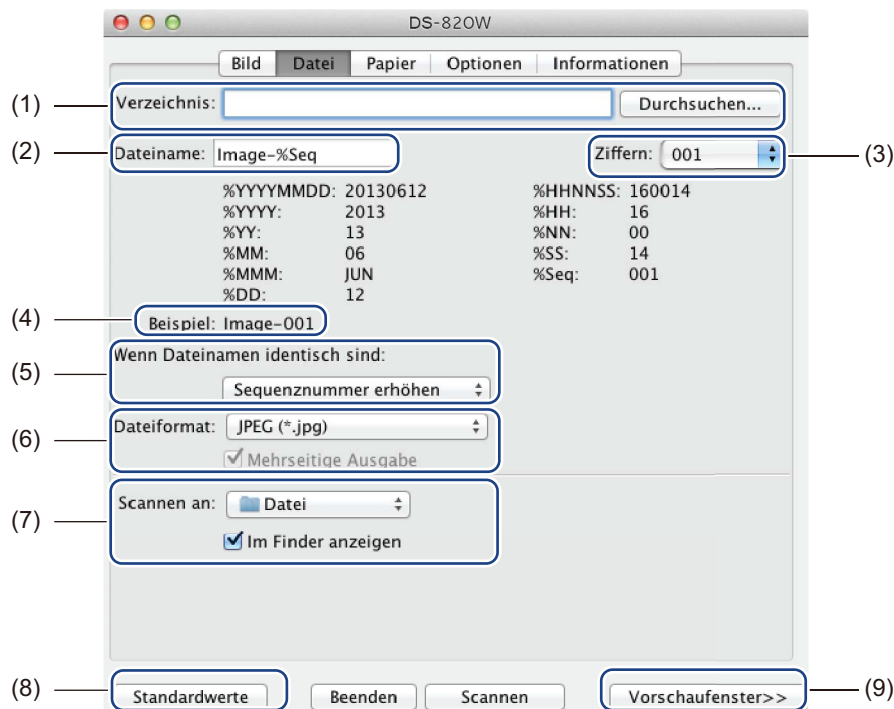 DS-820W
Bild Datei Papier Optionen Informationen
(1) Verzeichnis: Durchsuchen...
(2) Dateiname: Image-%Seq Ziffern: 001 (3)
%YYYYMMDD: 20130612 %HHNNSS: 160014
%YYYY: 2013 %HH: 16
%YY: 13 %NN: 00
%MM: 06 %SS: 14
%MMM: JUN %Seq: 001
%DD: 12
(4) Beispiel: Image-001
Wenn Dateinamen identisch sind:
(5) Sequenznummer erhöhen
(6) Dateiformat: JPEG (*.jpg)
Mehrseitige Ausgabe
(7) Scannen an: Datei
Im Finder anzeigen
(8) Standardwerte Beenden Scannen Vorschaufenster>> (9)